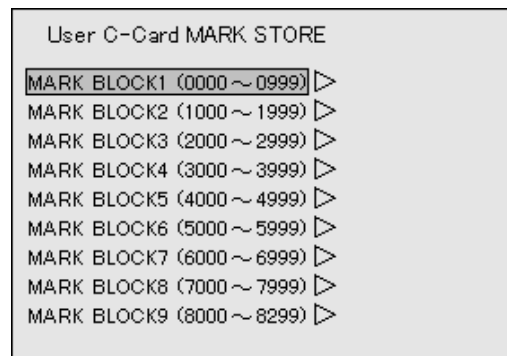 User C-Card MARK STORE
MARK BLOCK1 (0000～0999)
MARK BLOCK2 (1000～1999)
MARK BLOCK3 (2000～2999)
MARK BLOCK4 (3000～3999)
MARK BLOCK5 (4000～4999)
MARK BLOCK6 (5000～5999)
MARK BLOCK7 (6000～6999)
MARK BLOCK8 (7000～7999)
MARK BLOCK9 (8000～8299)